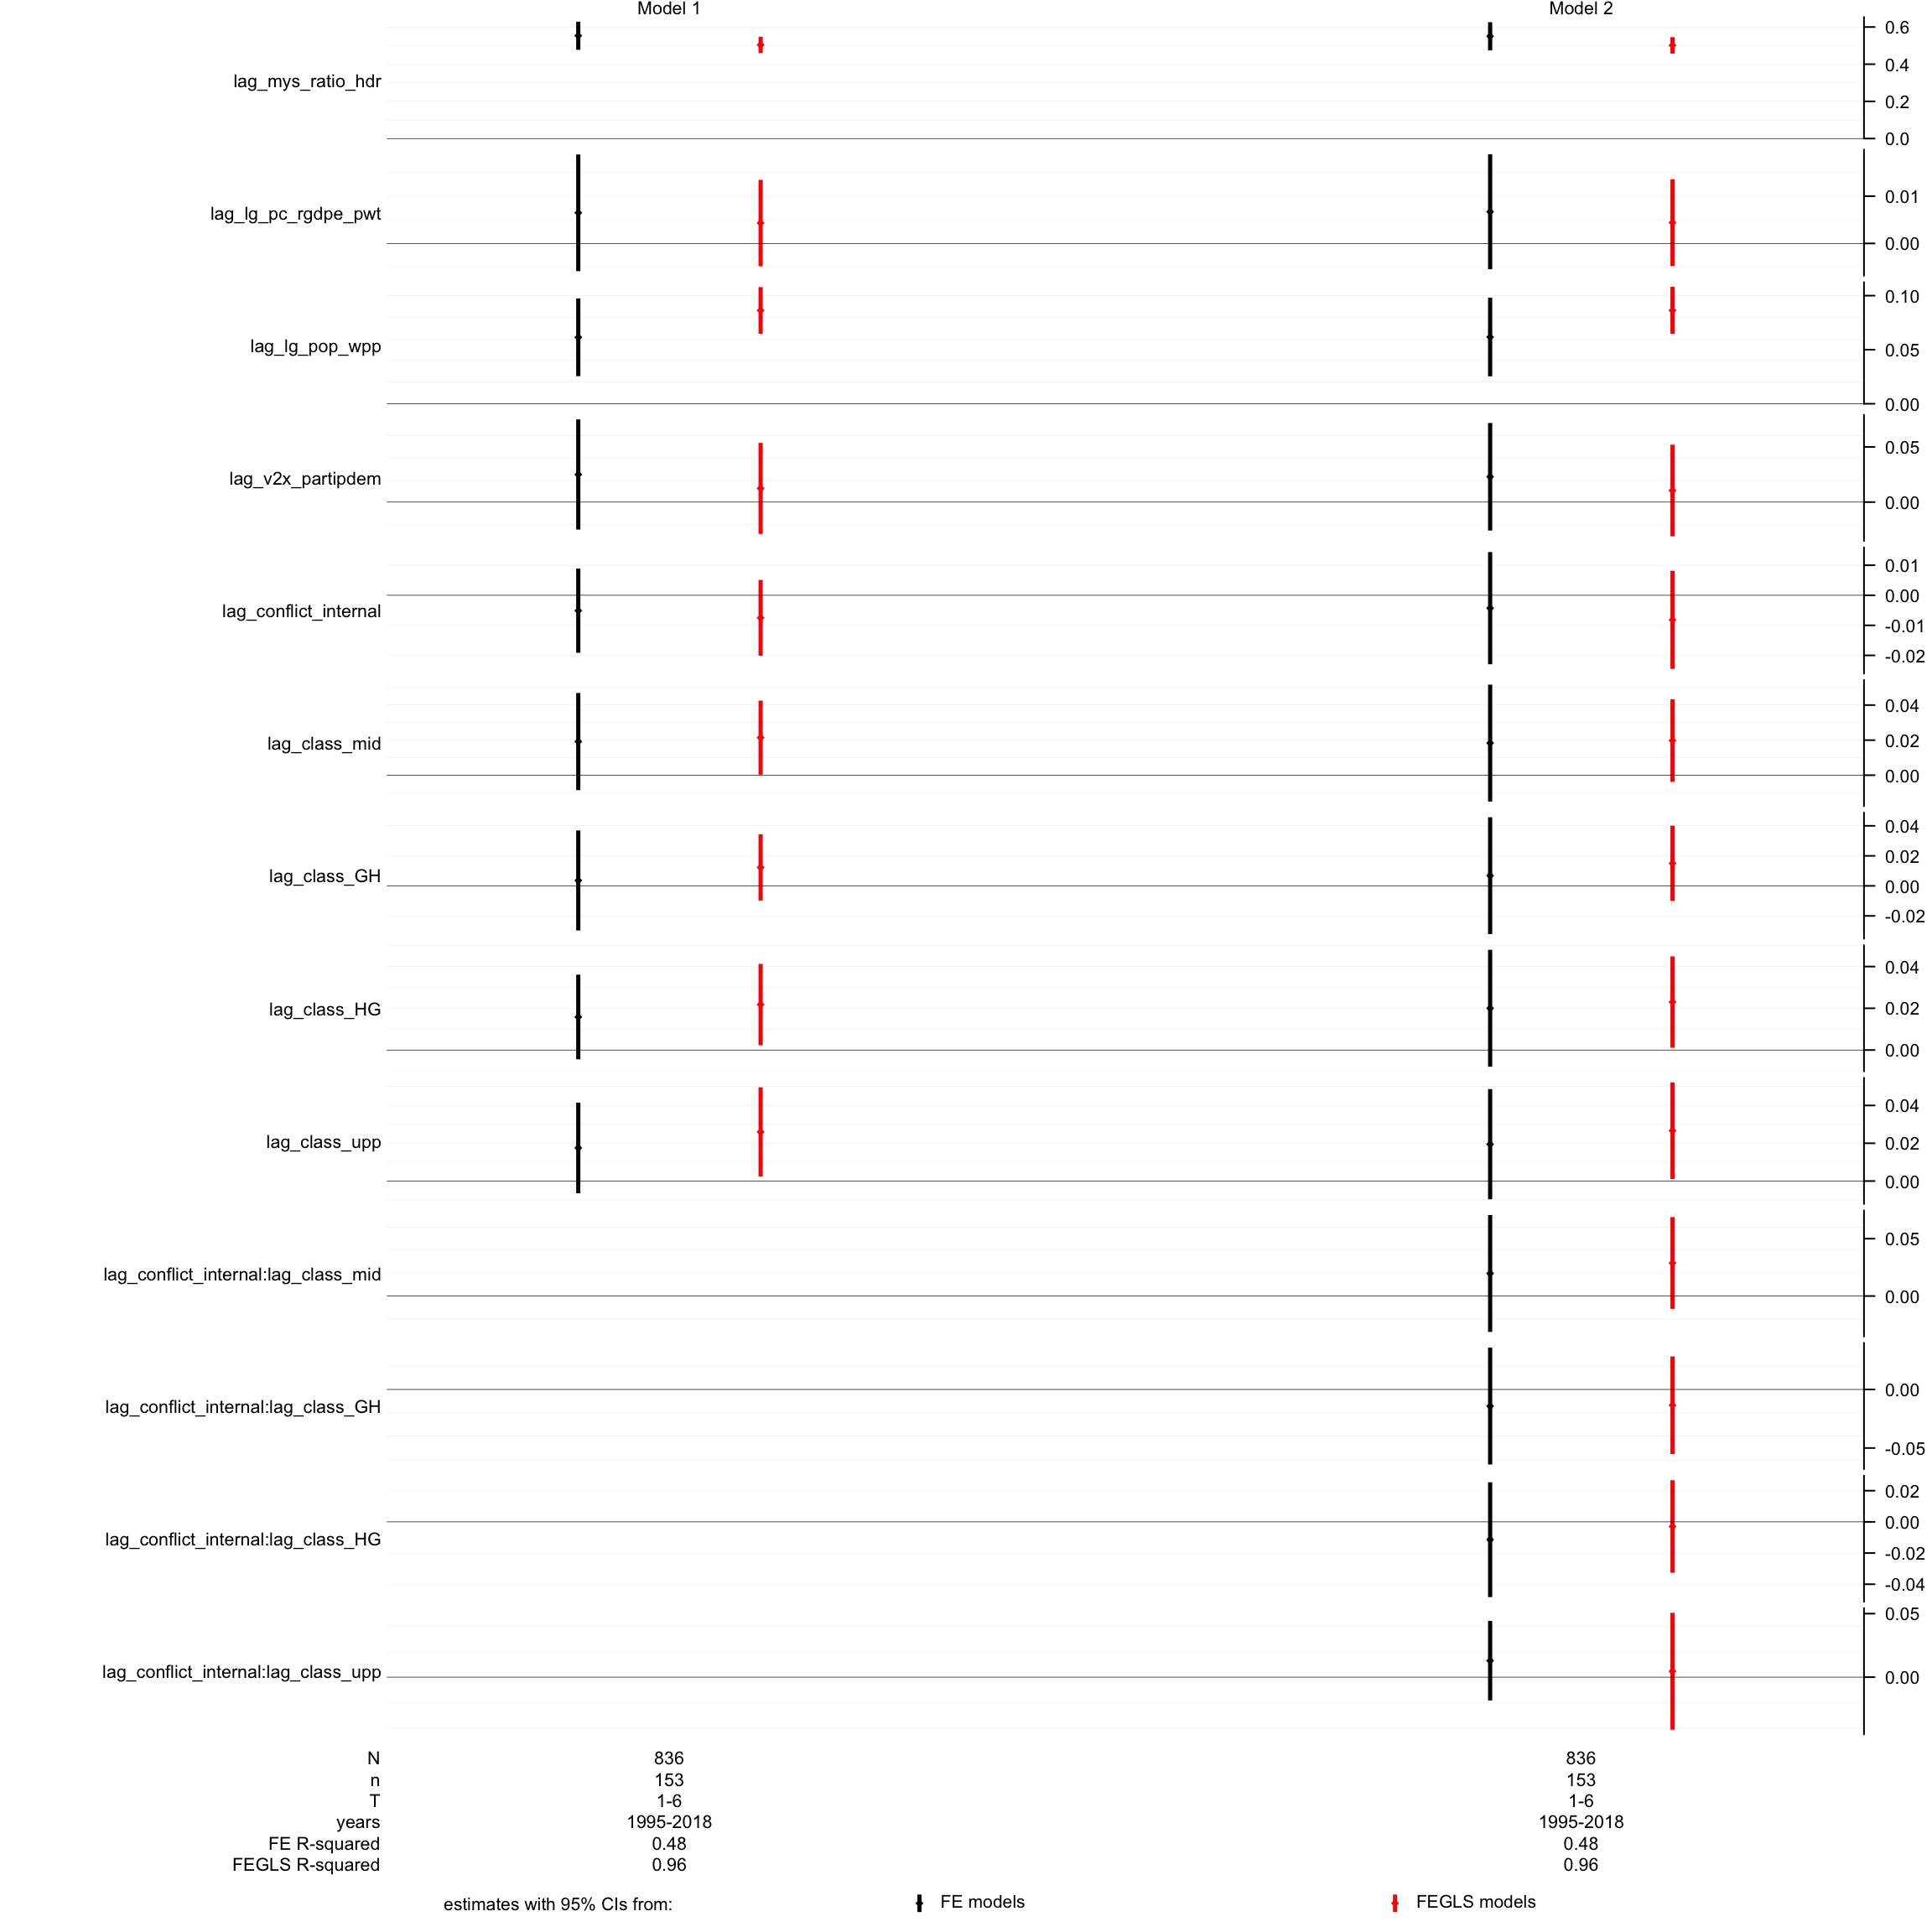 Model 1 Model 2
0.6
0.4
lag_mys_ratio_hdr
0.2
0.0
0.01
lag_lg_pc_rgdpe_pwt
0.00
0.10
lag_lg_pop_wpp
0.05
0.00
0.05
lag_v2x_partipdem
0.00
0.01
0.00
lag_conflict_internal
-0.01
-0.02
0.04
0.02
lag_class_mid
0.00
0.04
0.02
lag_class_GH
0.00
-0.02
0.04
lag_class_HG
0.02
0.00
0.04
lag_class_upp
0.02
0.00
0.05
lag_conflict_internal:lag_class_mid
0.00
0.00
lag_conflict_internal:lag_class_GH
-0.05
0.02
0.00
lag_conflict_internal:lag_class_HG
-0.02
-0.04
0.05
lag_conflict_internal:lag_class_upp
0.00
N 836 836
n 153 153
T 1-6 1-6
years 1995-2018 1995-2018
FE R-squared 0.48 0.48
FEGLS R-squared 0.96 0.96
estimates with 95% CIs from: FE models FEGLS models